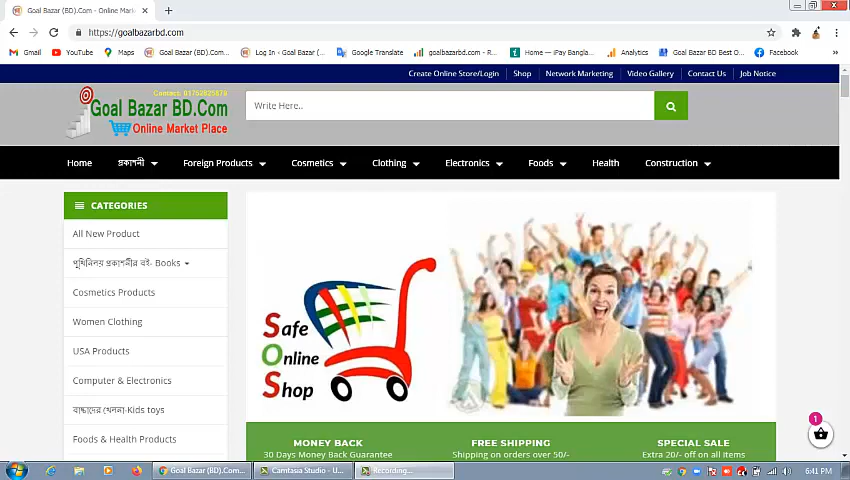 Goal Bazar (BD).Com - Online Mark
https://goalbazarbd.com
Gmail
YouTube
Maps
Goal Bazar (BD).Com...
Log In ‹ Goal Bazar (...
Google Translate
goalbazarbd.com - R...
Home — iPay Bangla...
Analytics
Goal Bazar BD Best O...
Facebook
Create Online Store/Login
Shop
Network Marketing
Video Gallery
Contact Us
Job Notice
Goal Bazar BD.Com
Online Market Place
Write Here..
Home
প্রকাশনী
Foreign Products
Cosmetics
Clothing
Electronics
Foods
Health
Construction
CATEGORIES
All New Product
পুথিনিলয় প্রকাশনীর বই- Books
Cosmetics Products
Women Clothing
USA Products
Computer & Electronics
বাচ্চাদের খেলনা-Kids toys
Foods & Health Products
Safe
Online
Shop
MONEY BACK
30 Days Money Back Guarantee
FREE SHIPPING
Shipping on orders over 50/-
SPECIAL SALE
Extra 20/- off on all items
1
Goal Bazar (BD).Com...
Camtasia Studio - U...
Recording...
6:41 PM